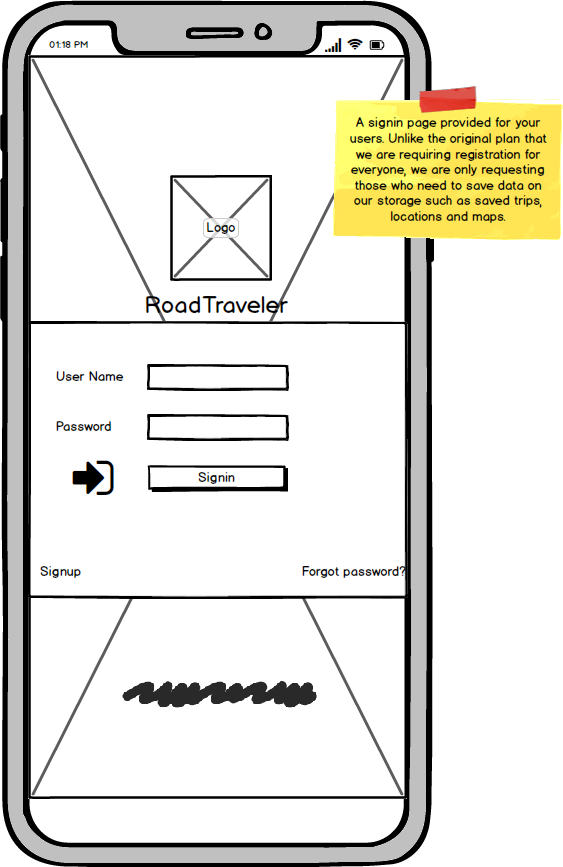 01:18 PM
A signin page provided for your
users. Unlike the original plan that
we are requiring registration for
everyone, we are only requesting
those who need to save data on
our storage such as saved trips,
locations and maps.
Logo
RoadTraveler
User Name
Password
Signin
Signup
Forgot password?